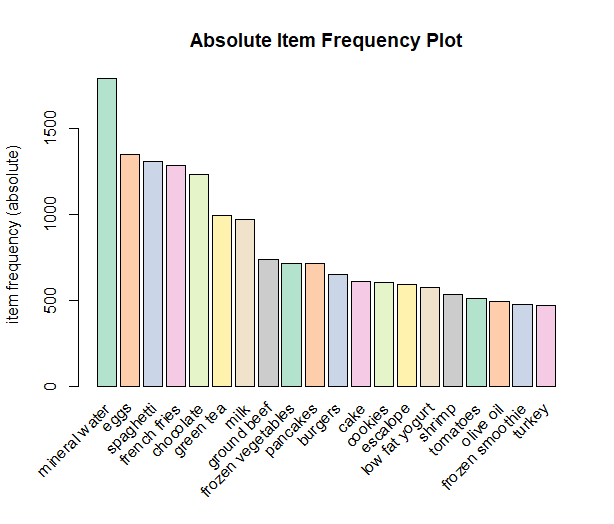 Absolute Item Frequency Plot
item frequency (absolute)
1500
1000
500
0
mineral water
eggs
spaghetti
french fries
chocolate
green tea
milk
ground beef
frozen vegetables
pancakes
burgers
cake
cookies
escalope
low fat yogurt
shrimp
tomatoes
olive oil
frozen smoothie
turkey